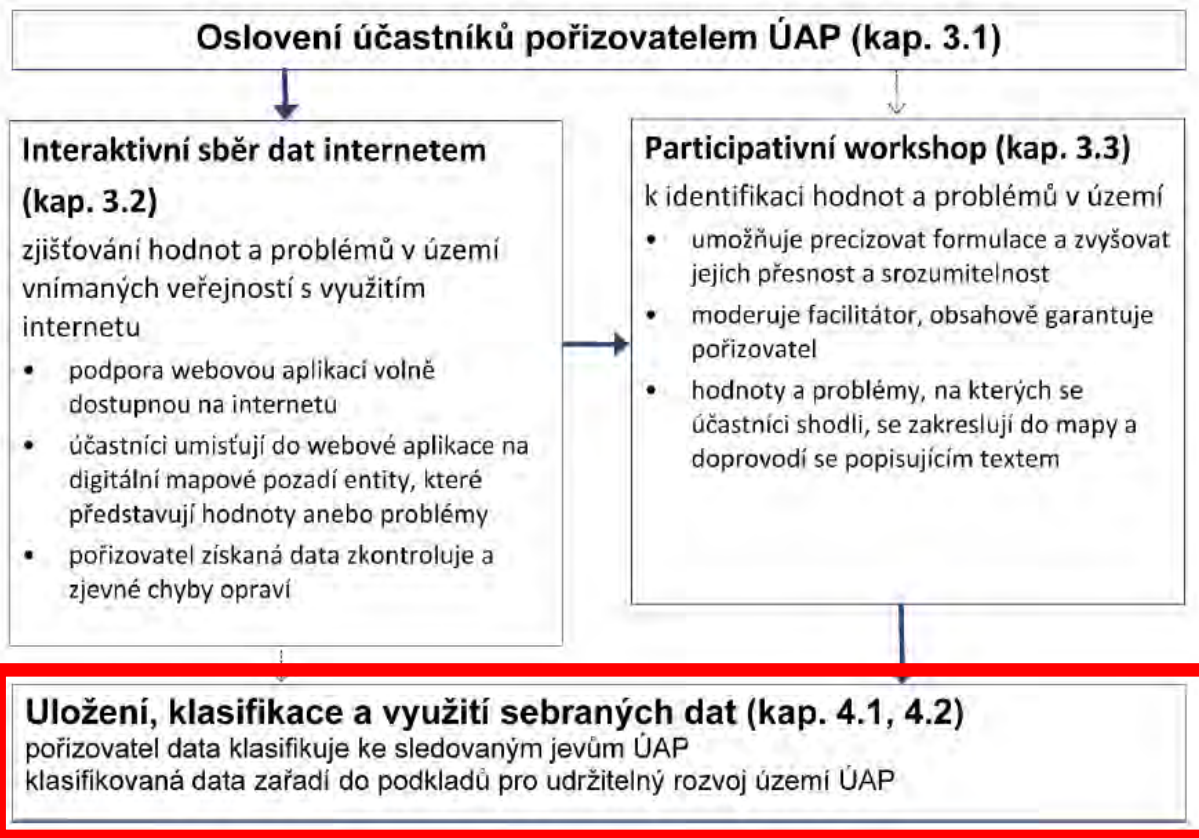 Oslovení účastníků pořizovatelem ÚAP (kap. 3.1)
Interaktivní sběr dat internetem
(kap. 3.2)
zjišťování hodnot a problémů v území
vnímaných veřejností s využitím
internetu
• podpora webovou aplikací volně
dostupnou na internetu
• účastníci umisťují do webové aplikace na
digitální mapové pozadí entity, které
představují hodnoty anebo problémy
• pořizovatel získaná data zkontroluje a
zjevné chyby opraví
Participativní workshop (kap. 3.3)
k identifikaci hodnot a problémů v území
• umožňuje precizovat formulace a zvyšovat
jejich přesnost a srozumitelnost
• moderuje facilitátor, obsahově garantuje
pořizovatel
• hodnoty a problémy, na kterých se
účastníci shodli, se zakreslují do mapy a
doprovodí se popisujícím textem
Uložení, klasifikace a využití sebraných dat (kap. 4.1, 4.2)
pořizovatel data klasifikuje ke sledovaným jevům ÚAP
klasifikovaná data zařadí do podkladů pro udržitelný rozvoj území ÚAP